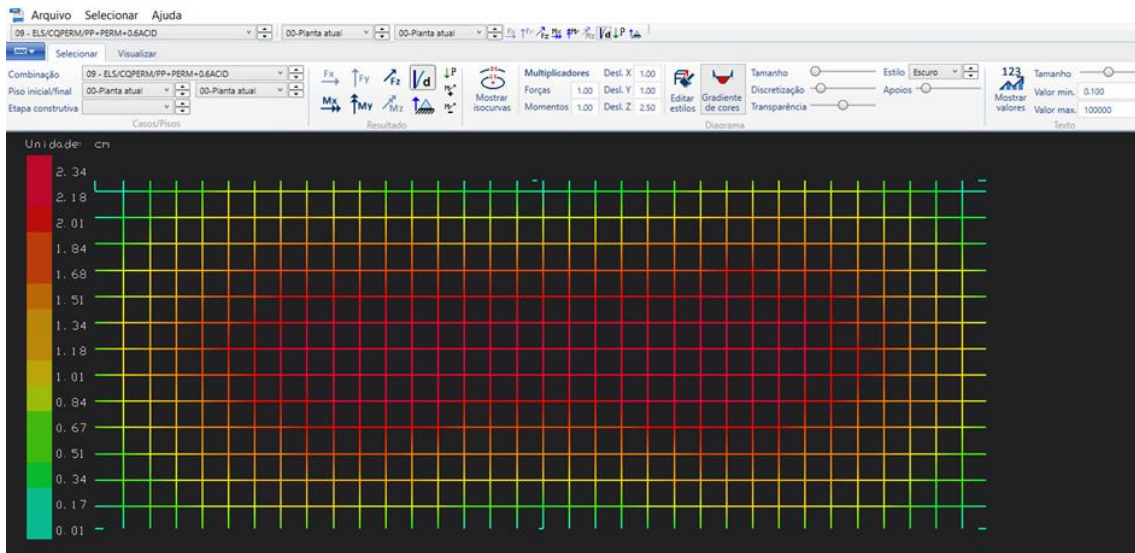 Arquivo Selecionar Ajuda
09 - ELS/CQPERM/PP+PERM+0.6ACID 00-Planta atual 00-Planta atual
Selecionar Visualizar
Combinação 09 - ELS/CQPERM/PP+PERM+0.6ACID
Piso inicial/final 00-Planta atual 00-Planta atual
Etapa construtiva
Casos/Pisos
Fx Fy Fz V/d P
Mx My Mz
Resultado
Mostrar isocurvas
Multiplicadores Desl. X 1.00
Forças 1.00 Desl. Y 1.00
Momentos 1.00 Desl. Z 2.50
Editar estilos
Gradiente de cores
Tamanho Estilo Escuro
Discretização Apoios
Transparência
Diagrama
123
Mostrar valores
Tamanho
Valor min. 0.100
Valor max. 100000
Texto
Unidade: cm
2.34
2.18
2.01
1.84
1.68
1.51
1.34
1.18
1.01
0.84
0.67
0.51
0.34
0.17
0.01